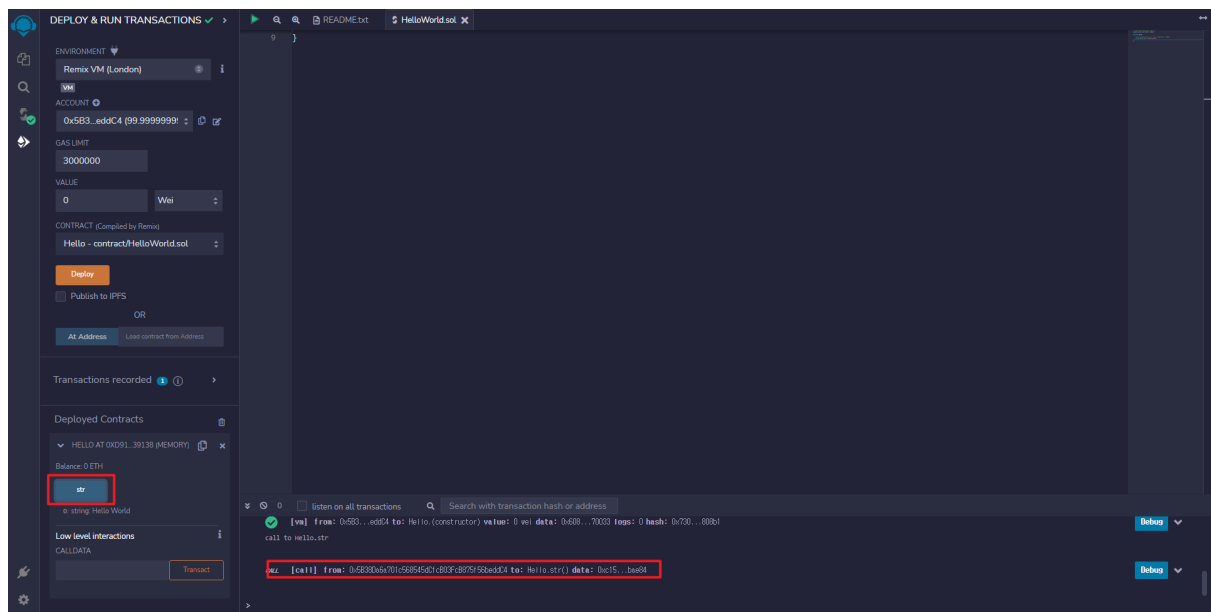 DEPLOY & RUN TRANSACTIONS
README.txt
HelloWorld.sol
9 }
ENVIRONMENT
Remix VM (London)
VM
ACCOUNT
0x5B3...eddC4 (99.9999999
GAS LIMIT
3000000
VALUE
0
Wei
CONTRACT (Compiled by Remix)
Hello - contract/HelloWorld.sol
Deploy
Publish to IPFS
OR
At Address
Load contract from Address
Transactions recorded 1
Deployed Contracts
HELLO AT 0XD91...39138 (MEMORY)
Balance: 0 ETH
str
0: string: Hello World
Low level interactions
CALLDATA
Transact
0
listen on all transactions
Search with transaction hash or address
[vm] from: 0x5B3...eddC4 to: Hello.(constructor) value: 0 wei data: 0x608...70033 logs: 0 hash: 0x730...808b1
Debug
call to Hello.str
[call] from: 0x5B38Da6a701c568545dCfcB03FcB875f56beddC4 to: Hello.str() data: 0xc15...bae84
Debug
>